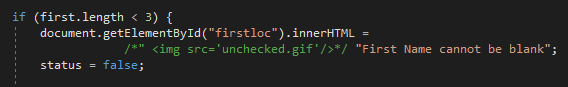 if (first.length < 3) {
document.getElementById("firstloc").innerHTML =
/*" <img src='unchecked.gif'/>*/ "First Name cannot be blank";
status = false;